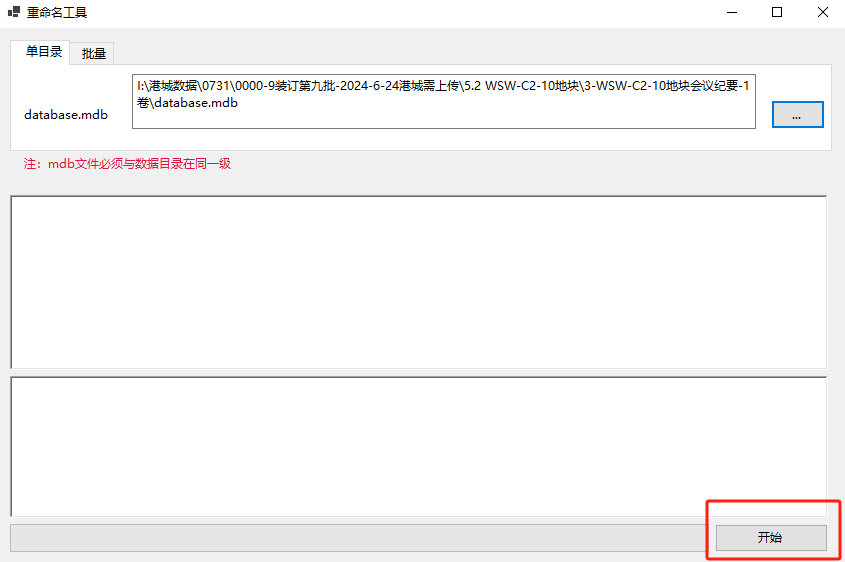 重命名工具
单目录
批量
database.mdb
I:\港城数据\0731\0000-9装订第九批-2024-6-24港城需上传\5.2 WSW-C2-10地块\3-WSW-C2-10地块会议纪要-1
卷\database.mdb
...
注：mdb文件必须与数据目录在同一级
开始